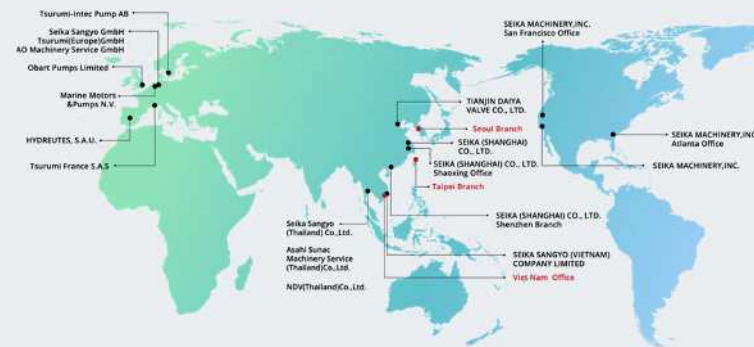 Tsurumi-Intec Pump AB
Seika Sangyo GmbH
Tsurumi(Europe)GmbH
AO Machinery Service GmbH
Obart Pumps Limited
Marine Motors
&Pumps N.V.
HYDREUTES, S.A.U.
Tsurumi France S.A.S
SEIKA MACHINERY,INC.
San Francisco Office
TIANJIN DAIYA
VALVE CO., LTD.
Seoul Branch
SEIKA (SHANGHAI)
CO., LTD.
SEIKA (SHANGHAI) CO., LTD.
Shaoxing Office
Taipei Branch
SEIKA MACHINERY,INC
Atlanta Office
SEIKA MACHINERY,INC.
SEIKA (SHANGHAI) CO., LTD.
Shenzhen Branch
Seika Sangyo
(Thailand) Co.,Ltd.
Asahi Sunac
Machinery Service
(Thailand)Co.,Ltd.
NDV(Thailand)Co.,Ltd.
SEIKA SANGYO (VIETNAM)
COMPANY LIMITED
Viet Nam Office